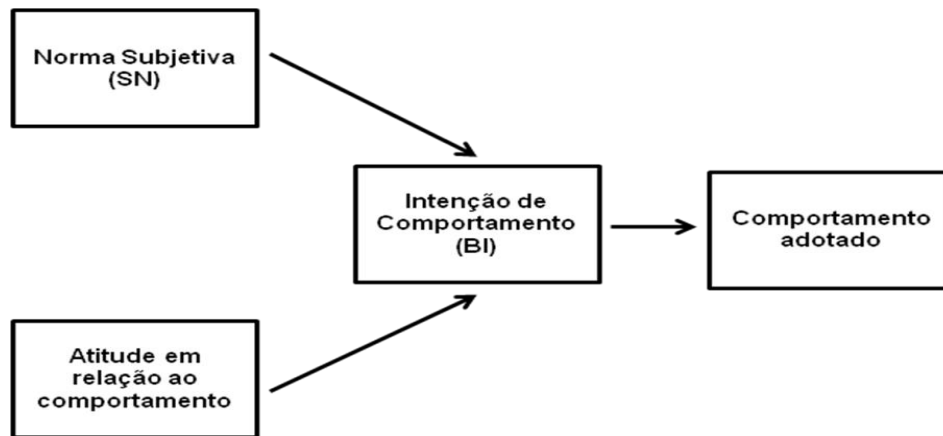 Norma Subjetiva
(SN)
Intenção de
Comportamento
(BI)
Comportamento
adotado
Atitude em
relação ao
comportamento